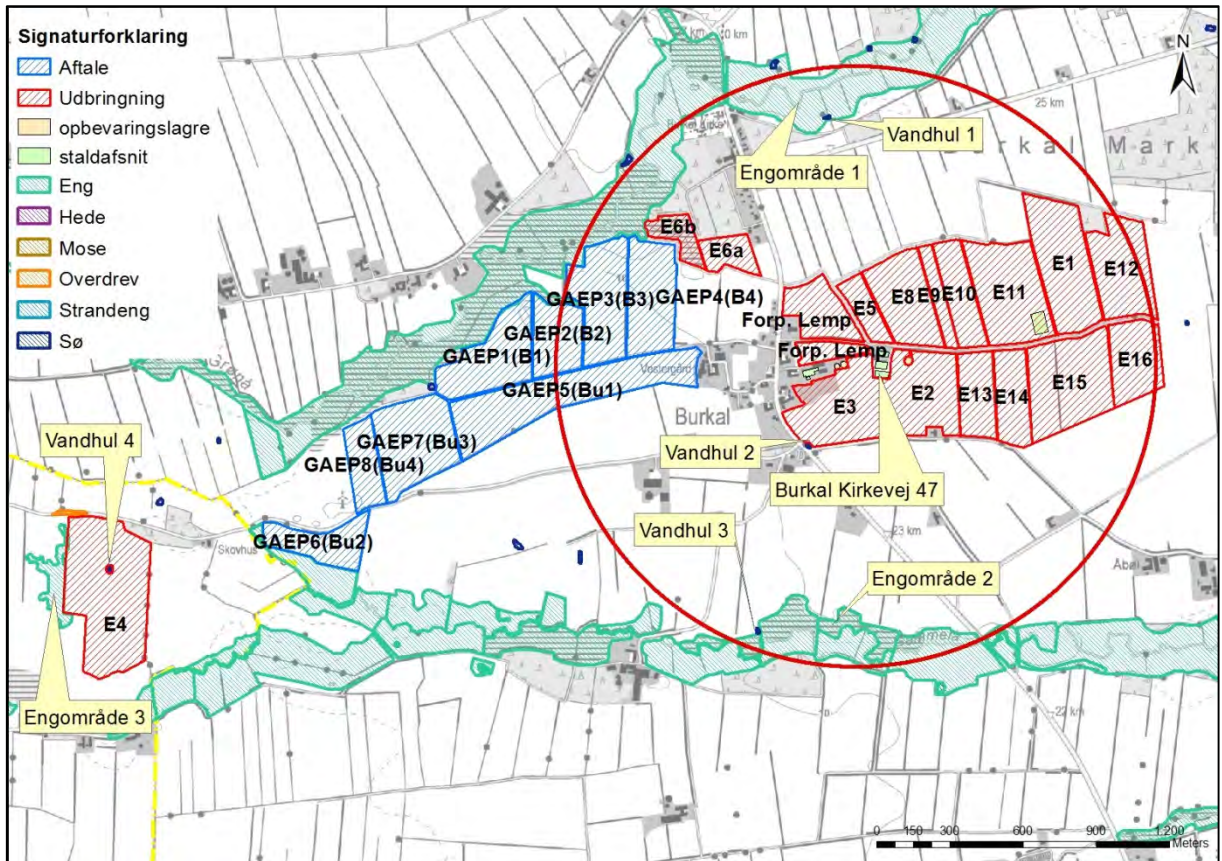 Signaturforklaring
Aftale
Udbringning
opbevaringslagre
staldafsnit
Eng
Hede
Mose
Overdrev
Strandeng
Sø
N
25 km
Vandhul 1
Burkal Mark
Engområde 1
E6b
E6a
E1
E12
GAEP3(B3)
GAEP4(B4)
E5
E8
E9
E10
E11
Forp. Lemp
GAEP2(B2)
GAEP1(B1)
Forp. Lemp
Vostergård
GAEP5(Bu1)
E16
E15
E2
E13
E14
E3
Burkal
Grønå
GAEP7(Bu3)
GAEP8(Bu4)
Vandhul 4
Vandhul 2
Burkal Kirkevej 47
Vandhul 3
23 km
GAEP6(Bu2)
Skovhus
Engområde 2
E4
Engområde 3
22 km
0 150 300 600 900 1.200
Meters